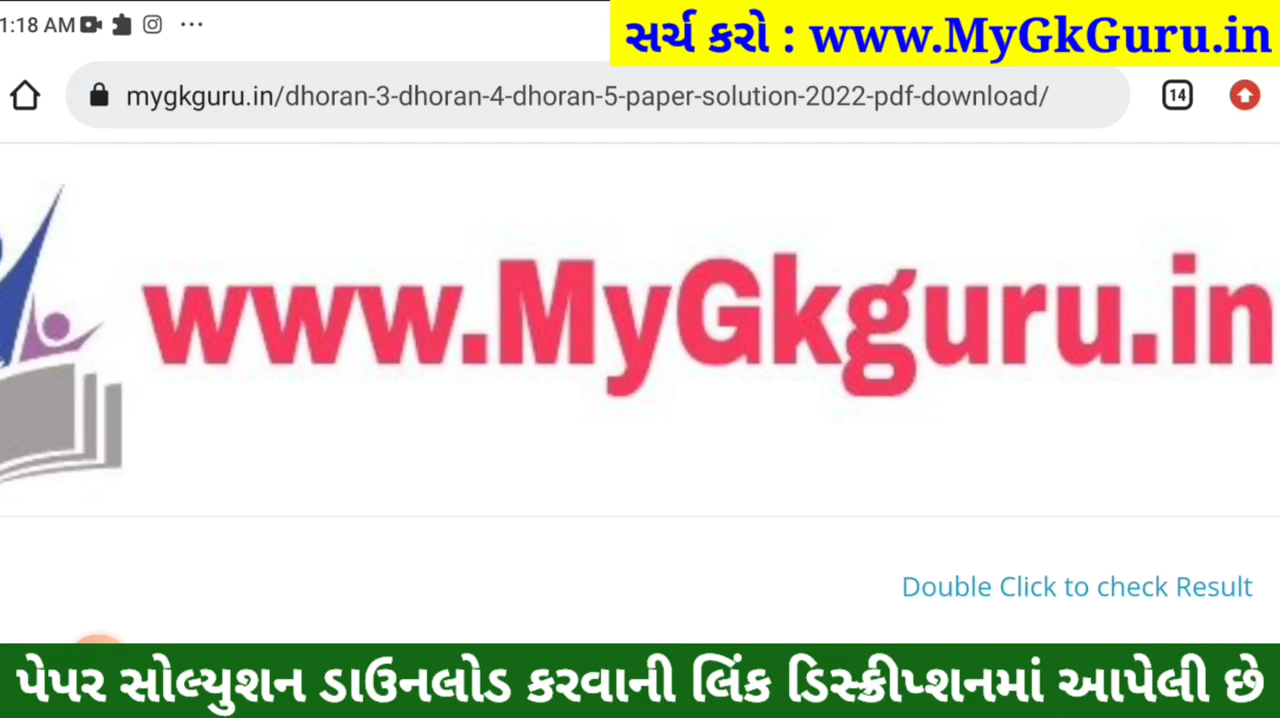 1:18 AM
સર્ચ કરો : www.MyGkGuru.in
mygkguru.in/dhoran-3-dhoran-4-dhoran-5-paper-solution-2022-pdf-download/
14
www.MyGkguru.in
Double Click to check Result
પેપર સોલ્યુશન ડાઉનલોડ કરવાની લિંક ડિસ્ક્રીપ્શનમાં આપેલી છે